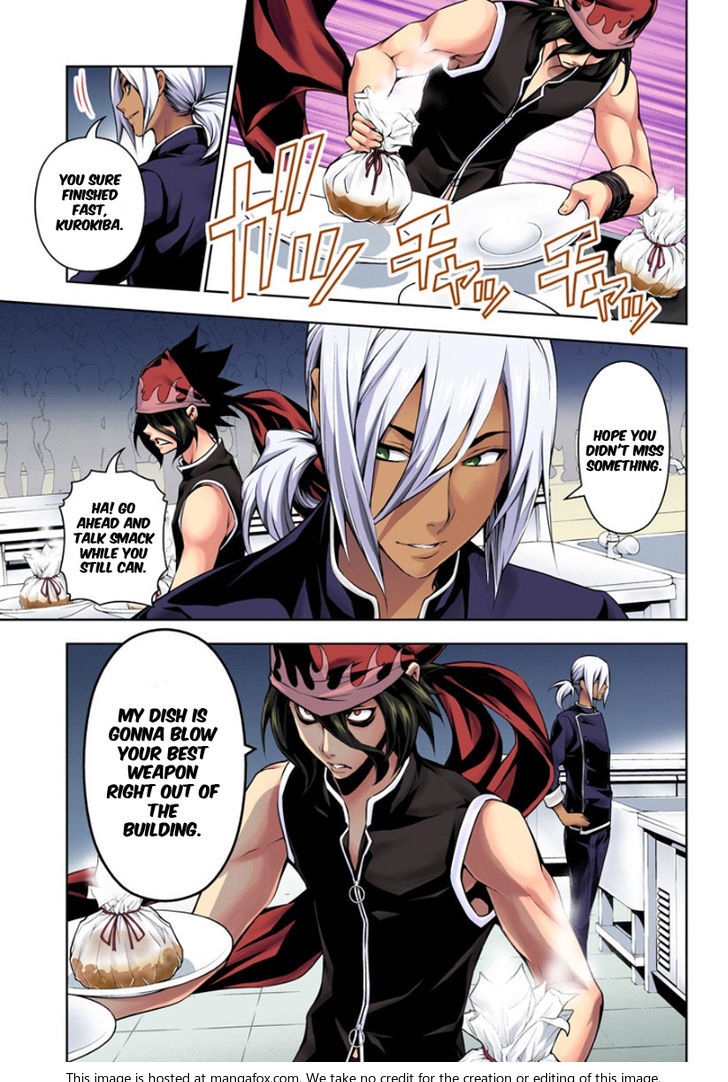 ガッ
チャッ
チャッ
YOU SURE
FINISHED
FAST,
KUROKIBA.
HOPE YOU
DIDN'T MISS
SOMETHING.
HA! GO
AHEAD AND
TALK SMACK
WHILE YOU
STILL CAN.
MY DISH IS
GONNA BLOW
YOUR BEST
WEAPON
RIGHT OUT OF
THE
BUILDING.
This image is hosted at mangafox.com. We take no credit for the creation or editing of this image.